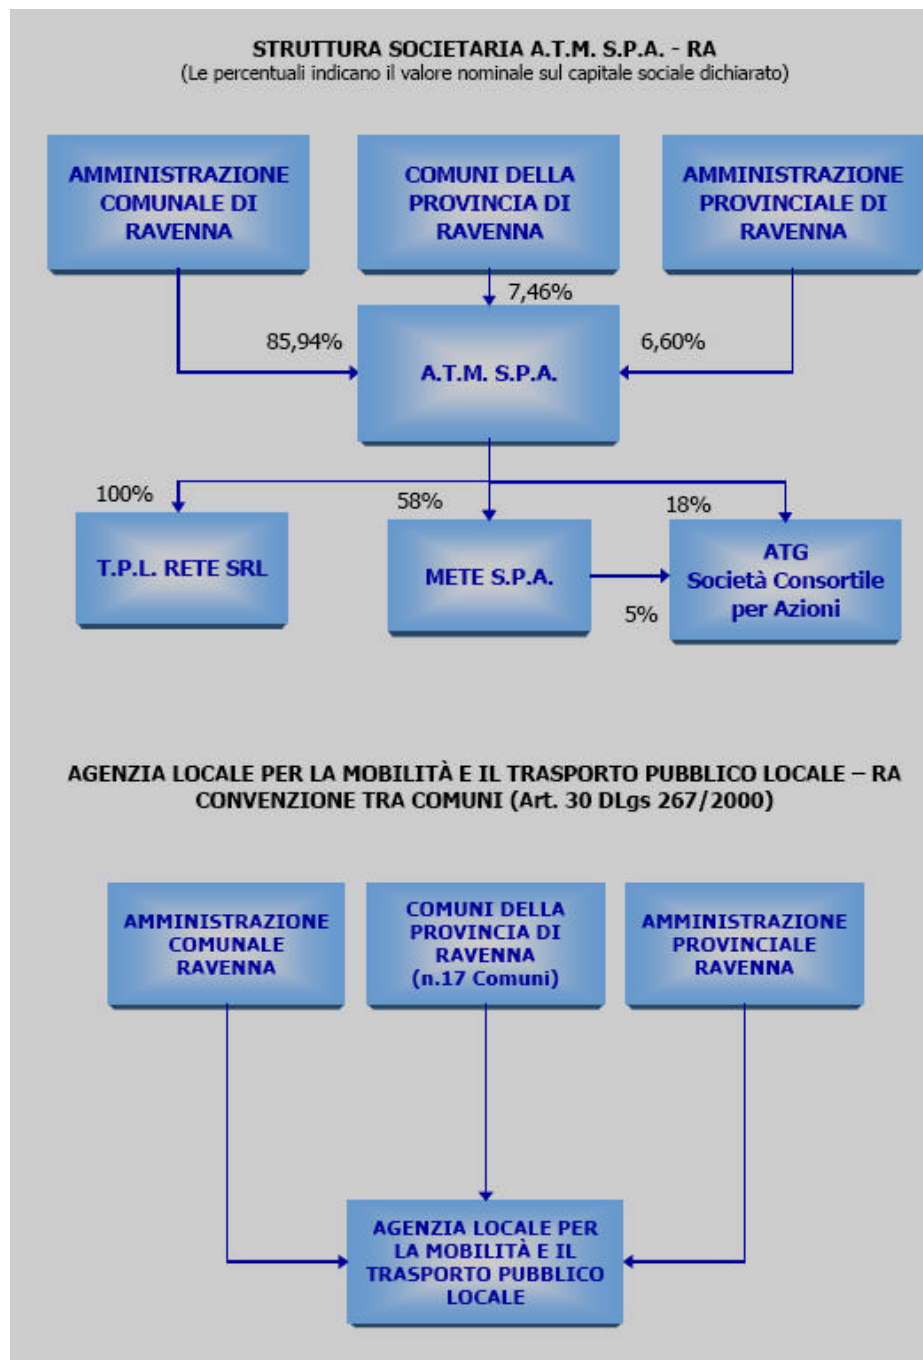 STRUTTURA SOCIETARIA A.T.M. S.P.A. - RA
(Le percentuali indicano il valore nominale sul capitale sociale dichiarato)
AMMINISTRAZIONE
COMUNALE DI
RAVENNA
COMUNI DELLA
PROVINCIA DI
RAVENNA
AMMINISTRAZIONE
PROVINCIALE DI
RAVENNA
7,46%
85,94%
6,60%
A.T.M. S.P.A.
100%
58%
18%
T.P.L. RETE SRL
METE S.P.A.
ATG
Società Consortile
per Azioni
5%
AGENZIA LOCALE PER LA MOBILITÀ E IL TRASPORTO PUBBLICO LOCALE – RA
CONVENZIONE TRA COMUNI (Art. 30 DLgs 267/2000)
AMMINISTRAZIONE
COMUNALE
RAVENNA
COMUNI DELLA
PROVINCIA DI
RAVENNA
(n.17 Comuni)
AMMINISTRAZIONE
PROVINCIALE
RAVENNA
AGENZIA LOCALE PER
LA MOBILITÀ E IL
TRASPORTO PUBBLICO
LOCALE